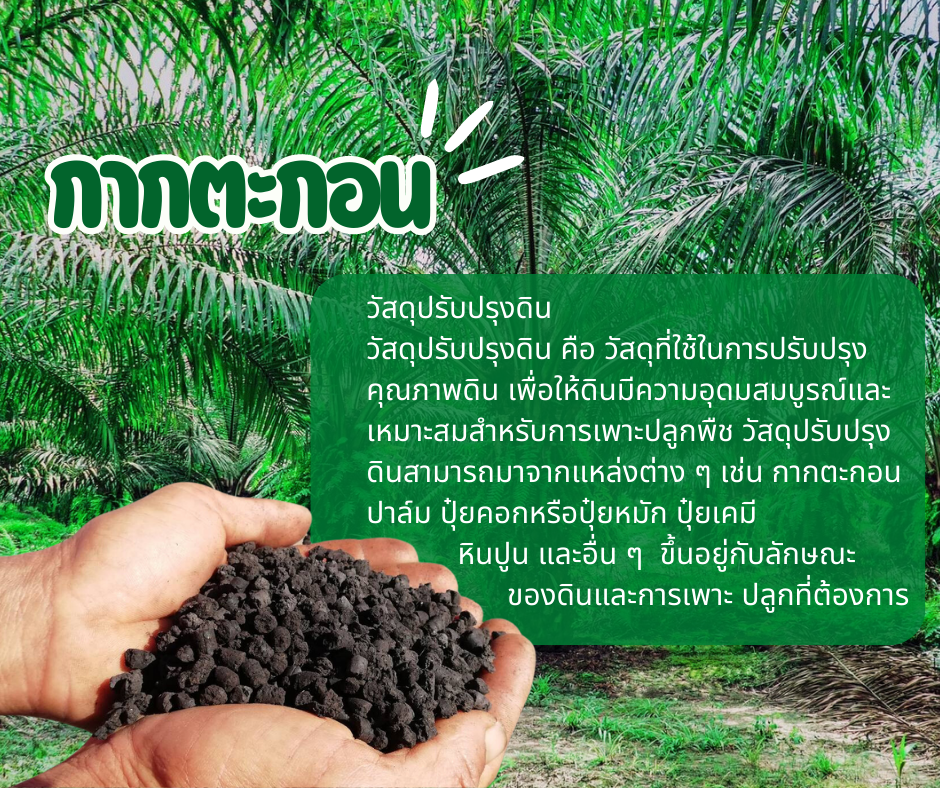 กากตะกอน
วัสดุปรับปรุงดิน
วัสดุปรับปรุงดิน คือ วัสดุที่ใช้ในการปรับปรุง
คุณภาพดิน เพื่อให้ดินมีความอุดมสมบูรณ์และ
เหมาะสมสำหรับการเพาะปลูกพืช วัสดุปรับปรุง
ดินสามารถมาจากแหล่งต่าง ๆ เช่น กากตะกอน
ปาล์ม ปุ๋ยคอกหรือปุ๋ยหมัก ปุ๋ยเคมี
หินปูน และอื่น ๆ ขึ้นอยู่กับลักษณะ
ของดินและการเพาะ ปลูกที่ต้องการ